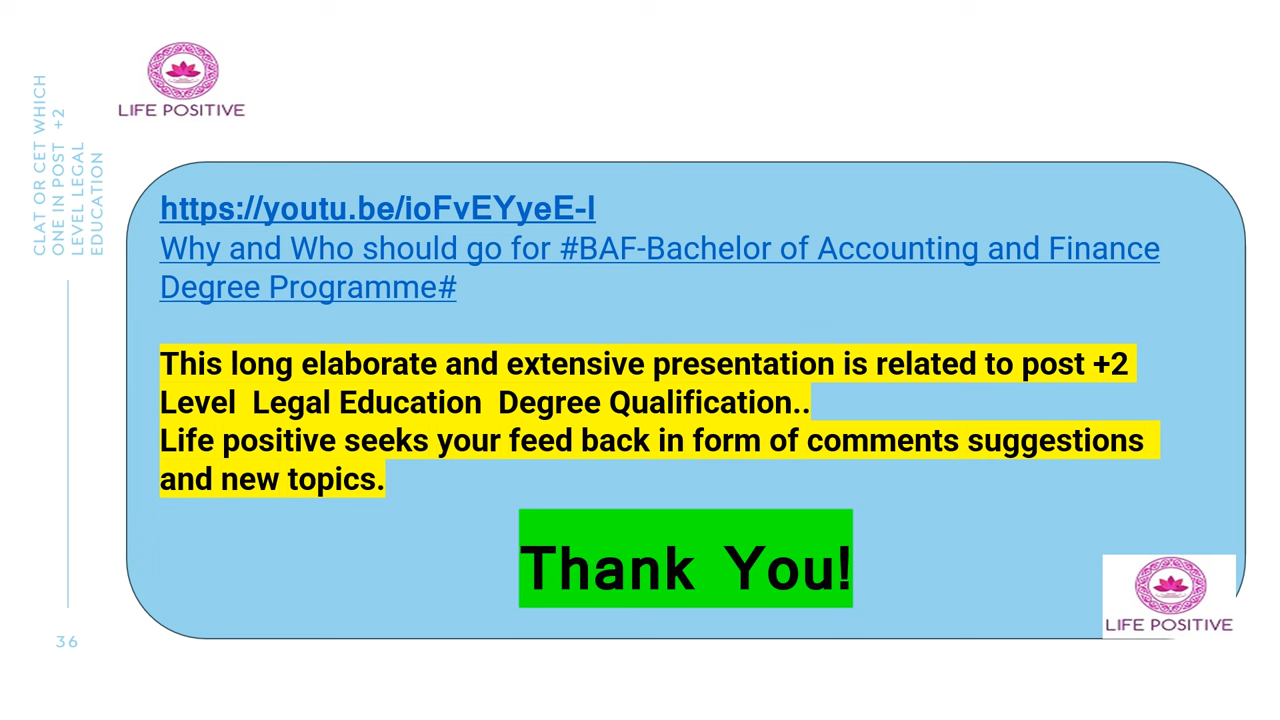 LIFE POSITIVE
CLAT OR CET WHICH
ONE IN POST +2
LEVEL LEGAL
EDUCATION
https://youtu.be/ioFvEYyeE-I
Why and Who should go for #BAF-Bachelor of Accounting and Finance
Degree Programme#
This long elaborate and extensive presentation is related to post +2
Level Legal Education Degree Qualification..
Life positive seeks your feed back in form of comments suggestions
and new topics.
Thank You!
LIFE POSITIVE
36